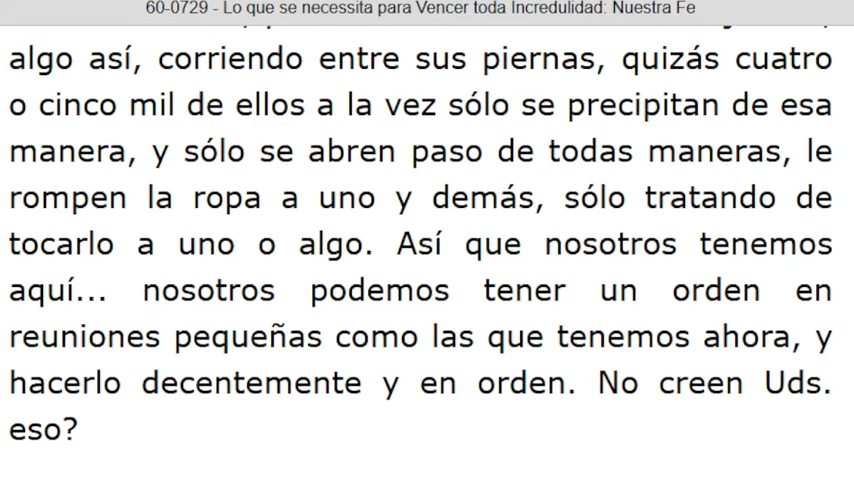 60-0729 - Lo que se necessita para Vencer toda Incredulidad: Nuestra Fe
algo así, corriendo entre sus piernas, quizás cuatro
o cinco mil de ellos a la vez sólo se precipitan de esa
manera, y sólo se abren paso de todas maneras, le
rompen la ropa a uno y demás, sólo tratando de
tocarlo a uno o algo. Así que nosotros tenemos
aquí... nosotros podemos tener un orden en
reuniones pequeñas como las que tenemos ahora, y
hacerlo decentemente y en orden. No creen Uds.
eso?